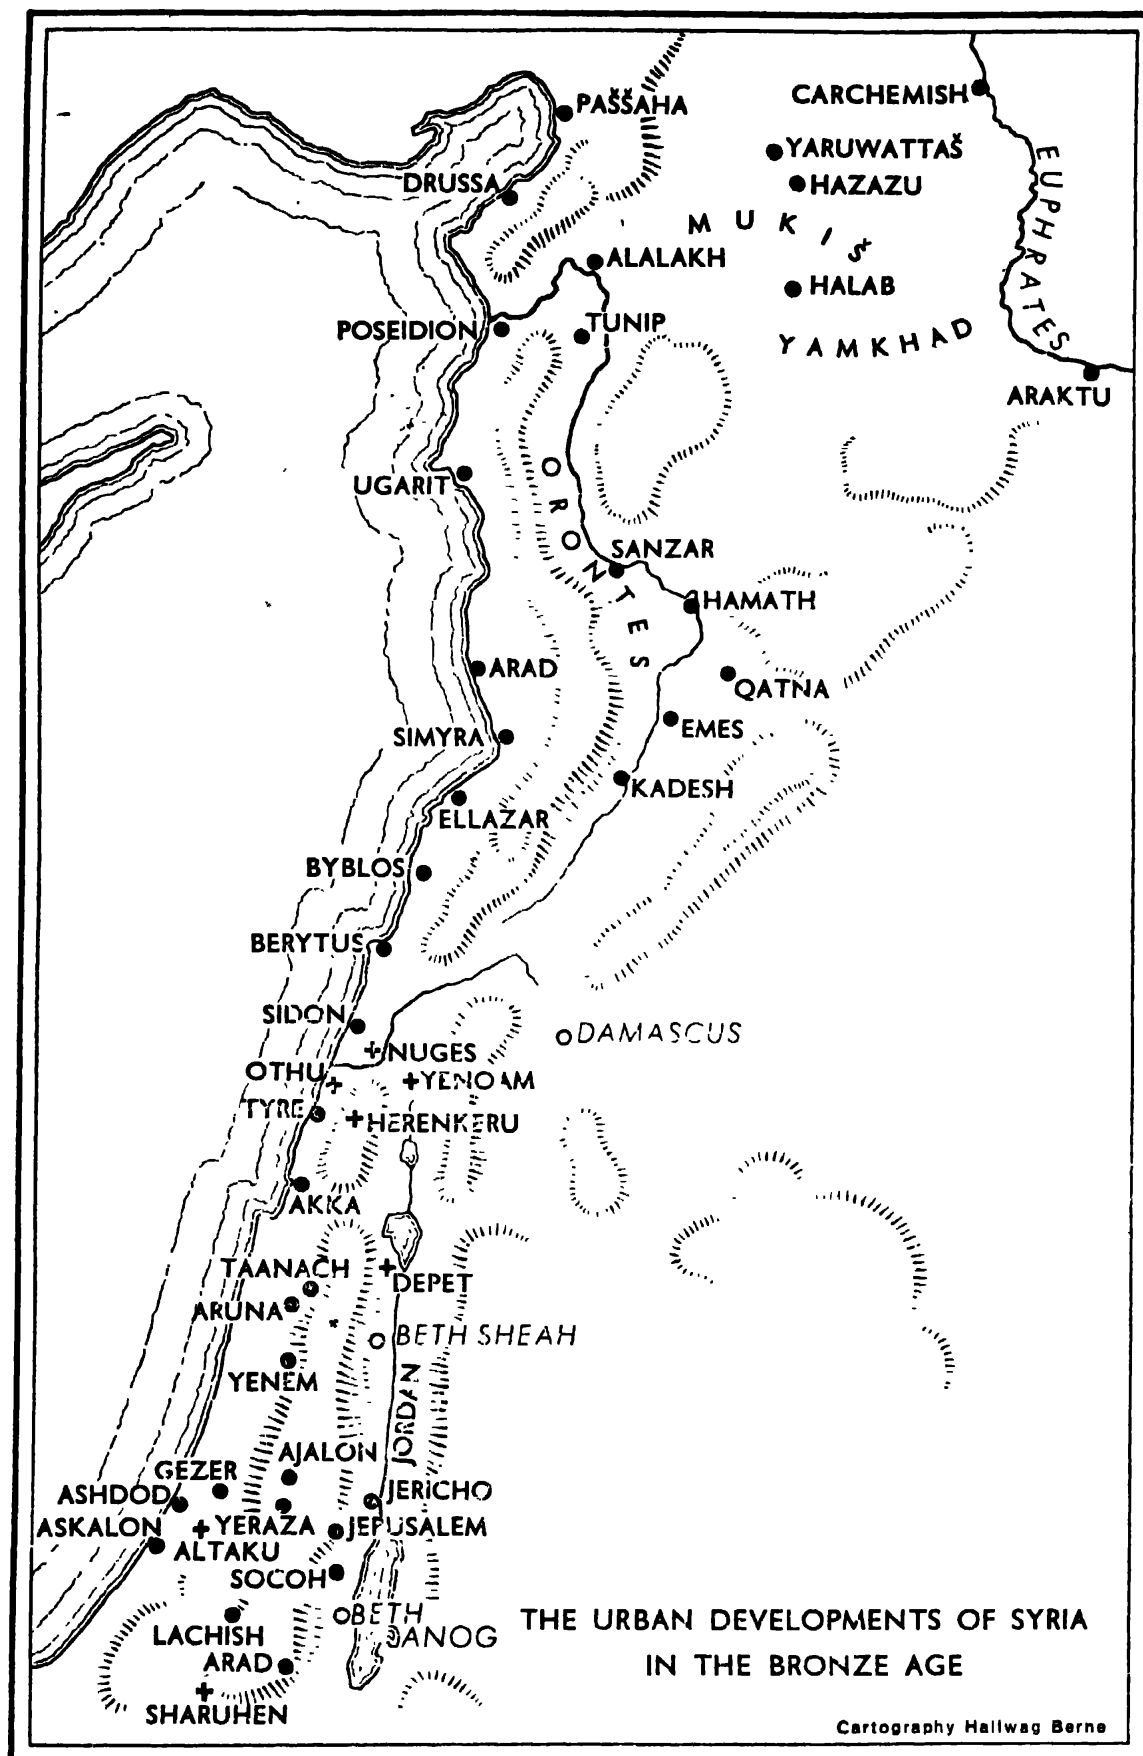 PAŠŠAHA
CARCHEMISH
YARUWATTAŠ
HAZAZU
DRUSSA
EUPHRATES
MUKIŠ
ALALAKH
HALAB
POSEIDION
TUNIP
YAMKHAD
ARAKTU
UGARIT
ORONTES
SANZAR
HAMATH
ARAD
QATNA
SIMYRA
EMES
KADESH
ELLAZAR
BYBLOS
BERYTUS
SIDON
DAMASCUS
NUGES
OTHU
YENOAM
TYRE
HERENKERU
AKKA
TAANACH
DEPET
ARUNA
BETH SHEAH
YENEM
JORDAN
AJALON
GEZER
ASHDOD
JERICHO
ASKALON
YERAZA
JERUSALEM
ALTAKU
SOCOH
BETH
LACHISH
ARAD
SHARUHEN
THE URBAN DEVELOPMENTS OF SYRIA
IN THE BRONZE AGE
Cartography Hallwag Berne